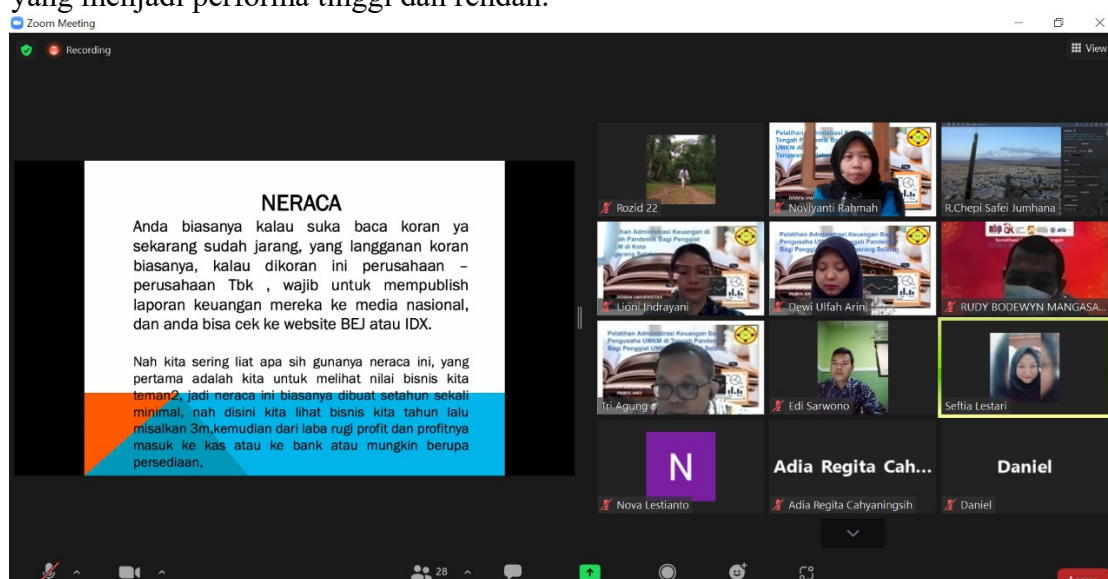 yang menjadi performa tinggi dan rendah.
Zoom Meeting
Recording
View
NERACA
Anda biasanya kalau suka baca koran ya
sekarang sudah jarang, yang langganan koran
biasanya, kalau dikoran ini perusahaan –
perusahaan Tbk , wajib untuk mempublish
laporan keuangan mereka ke media nasional,
dan anda bisa cek ke website BEJ atau IDX.
Nah kita sering liat apa sih gunanya neraca ini, yang
pertama adalah kita untuk melihat nilai bisnis kita
teman2, jadi neraca ini biasanya dibuat setahun sekali
minimal, nah disini kita lihat bisnis kita tahun lalu
misalkan 3m,kemudian dari laba rugi profit dan profitnya
masuk ke kas atau ke bank atau mungkin berupa
persediaan,
Rozid 22
Noviyanti Rahmah
R.Chepi Safei Jumhana
Lioni Indrayani
Dewi Ulfah Arini
RUDY BODEWYN MANGASA...
Tri Agung
Edi Sarwono
Seftia Lestari
N
Adia Regita Cah...
Daniel
Nova Lestianto
Adia Regita Cahyaningsih
Daniel
28